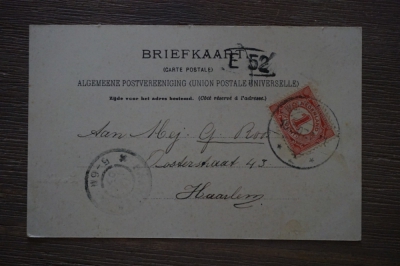 BRIEFKAART
E 52
(CARTE POSTALE)
ALGEMEENE POSTVEREENIGING (UNION POSTALE UNIVERSELLE)
Zijde voor het adres bestemd. (Côté réservé à l'adresse.)
1
Aan Mej. G.
Oosterstraat 43
Haarlem